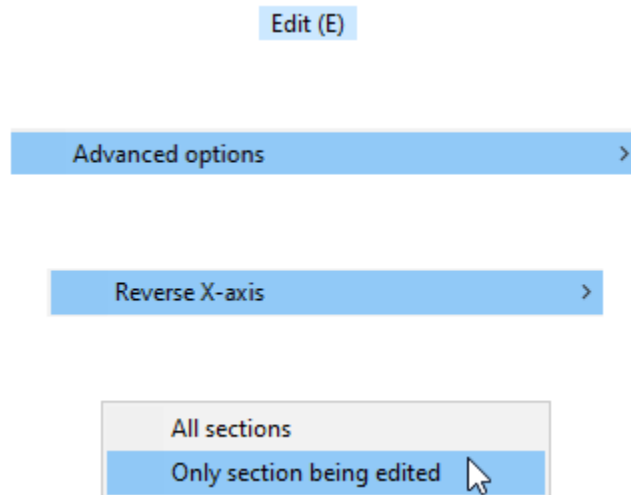 Edit (E)
Advanced options
Reverse X-axis
All sections
Only section being edited